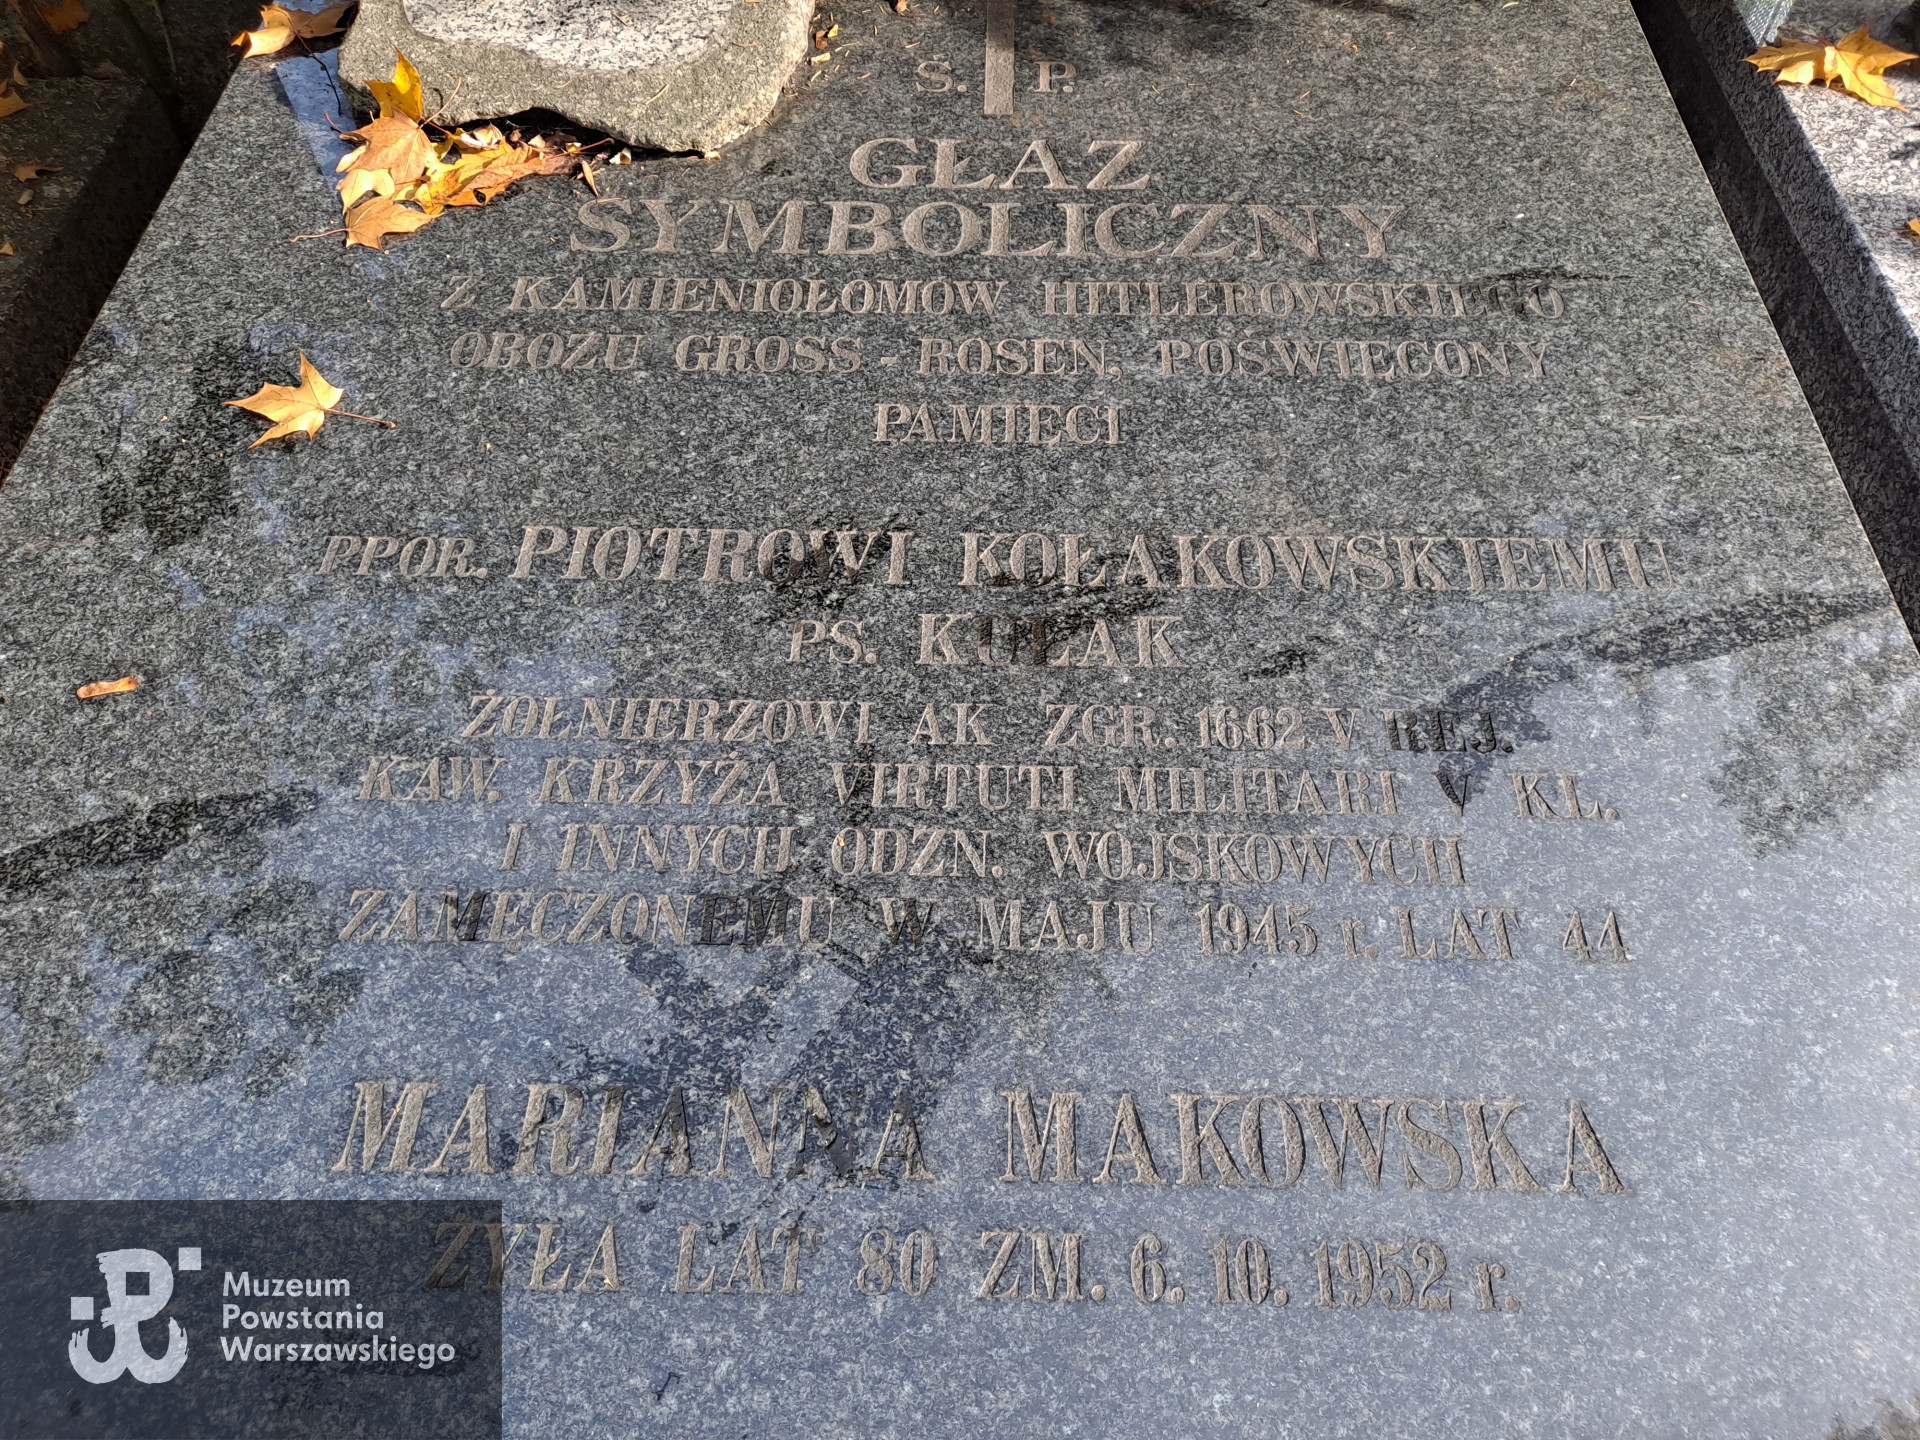 Ś. P.
GŁAZ
SYMBOLICZNY
Z KAMIENIOŁOMÓW HITLEROWSKIEGO
OBOZU GROSS - ROSEN, POŚWIĘCONY
PAMIĘCI
PPOR. PIOTROWI KOŁAKOWSKIEMU
PS. KUŁAK
ŻOŁNIERZOWI AK ZGR. 1662 V REJ.
KAW. KRZYŻA VIRTUTI MILITARI V KL.
I INNYCH ODZN. WOJSKOWYCH
ZAMĘCZONEMU W MAJU 1945 r. LAT 44
MARIANNA MAKOWSKA
ŻYŁA LAT 80 ZM. 6. 10. 1952 r.
Muzeum
Powstania
Warszawskiego